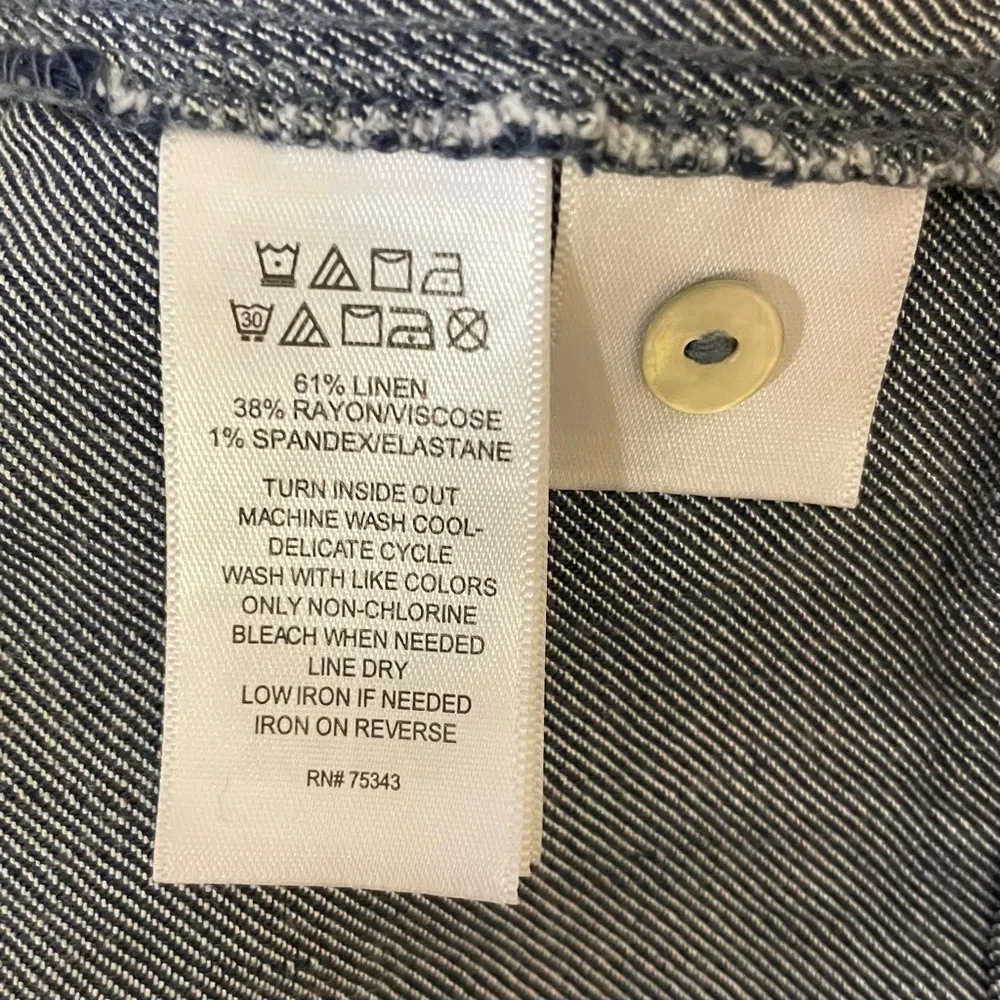 30
61% LINEN
38% RAYON/VISCOSE
1% SPANDEX/ELASTANE
TURN INSIDE OUT
MACHINE WASH COOL-
DELICATE CYCLE
WASH WITH LIKE COLORS
ONLY NON-CHLORINE
BLEACH WHEN NEEDED
LINE DRY
LOW IRON IF NEEDED
IRON ON REVERSE
RN# 75343